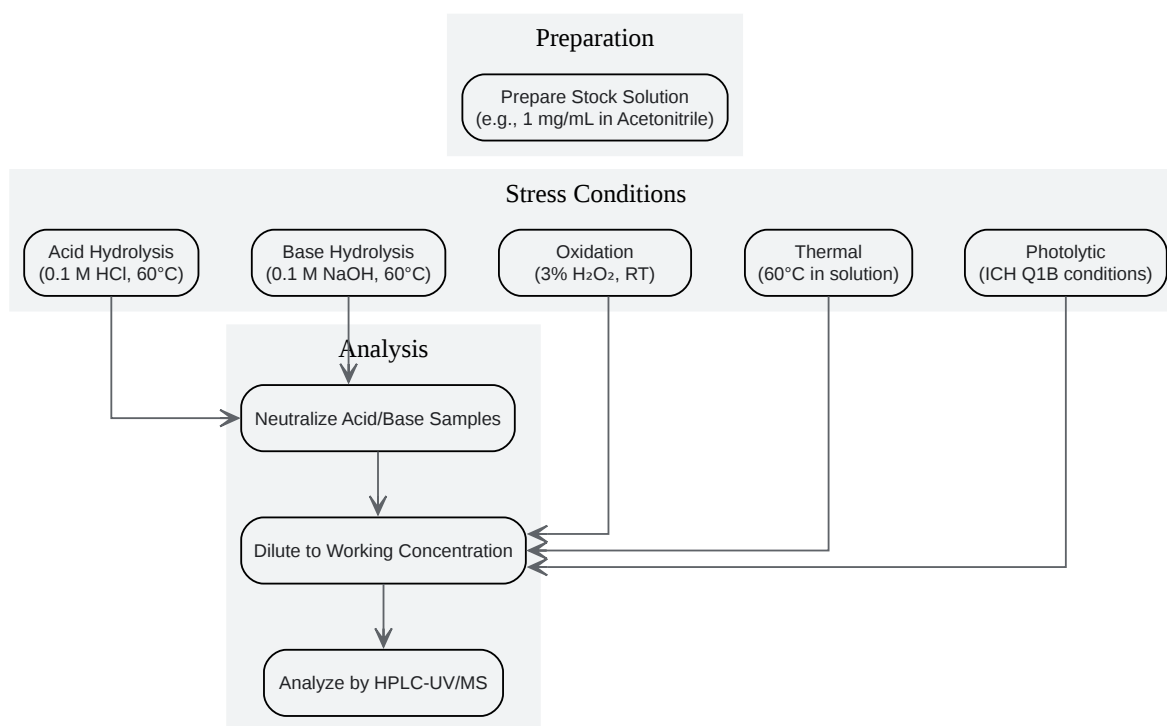 Preparation
Prepare Stock Solution
(e.g., 1 mg/mL in Acetonitrile)
Stress Conditions
Acid Hydrolysis
(0.1 M HCl, 60°C)
Base Hydrolysis
(0.1 M NaOH, 60°C)
Oxidation
(3% H₂O₂, RT)
Thermal
(60°C in solution)
Photolytic
(ICH Q1B conditions)
Analysis
Neutralize Acid/Base Samples
Dilute to Working Concentration
Analyze by HPLC-UV/MS